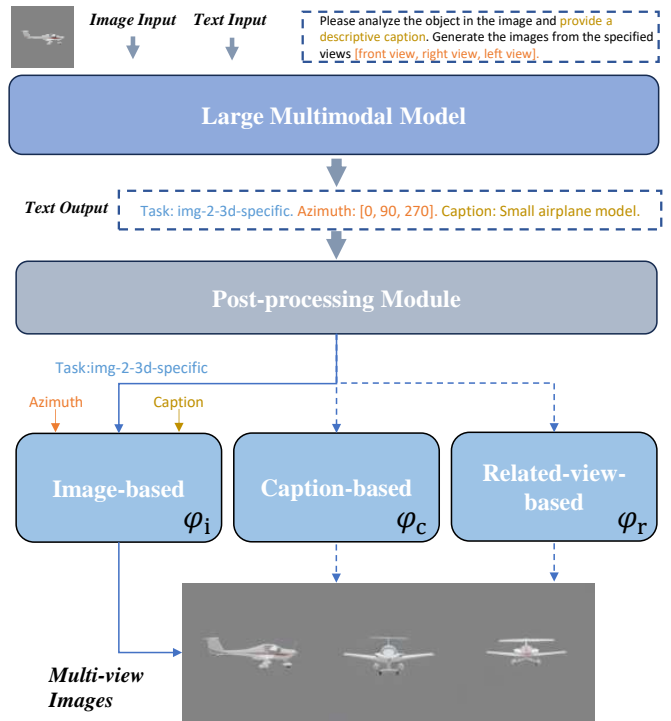 Image Input
Text Input
Please analyze the object in the image and provide
a descriptive caption. Generate the images from the specified
views [front view, right view, left view].
Large Multimodal Model
Text Output
Task: img-2-3d-specific. Azimuth: [0, 90, 270]. Caption: Small airplane model.
Post-processing Module
Task:img-2-3d-specific
Azimuth
Caption
Image-based
φi
Caption-based
φc
Related-view-
based
φr
Multi-view
Images